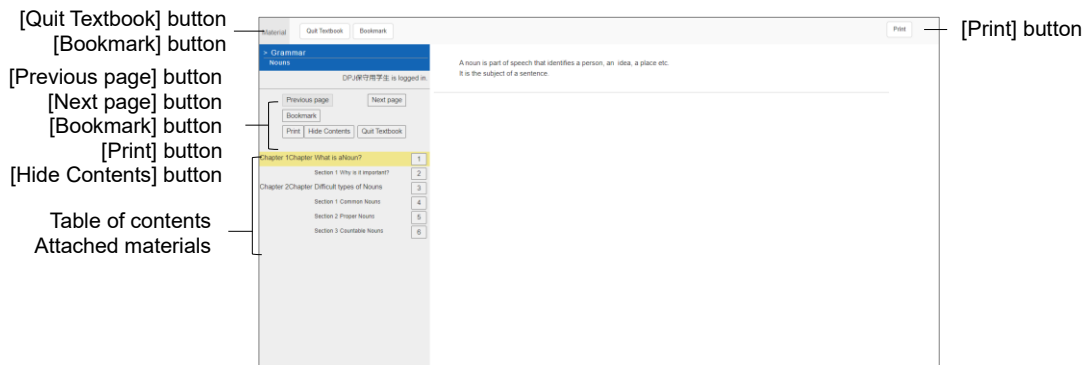 [Quit Textbook] button
[Bookmark] button
[Previous page] button
[Next page] button
[Bookmark] button
[Print] button
[Hide Contents] button
Table of contents
Attached materials
Material Quit Textbook Bookmark Print
> Grammar
Nouns
DPJ保守用学生 is logged in.
Previous page Next page
Bookmark
Print Hide Contents Quit Textbook
Chapter 1Chapter What is aNoun? 1
Section 1 Why is it important? 2
Chapter 2Chapter Difficult types of Nouns 3
Section 1 Common Nouns 4
Section 2 Proper Nouns 5
Section 3 Countable Nouns 6
A noun is part of speech that identifies a person, an idea, a place etc.
It is the subject of a sentence.
[Print] button